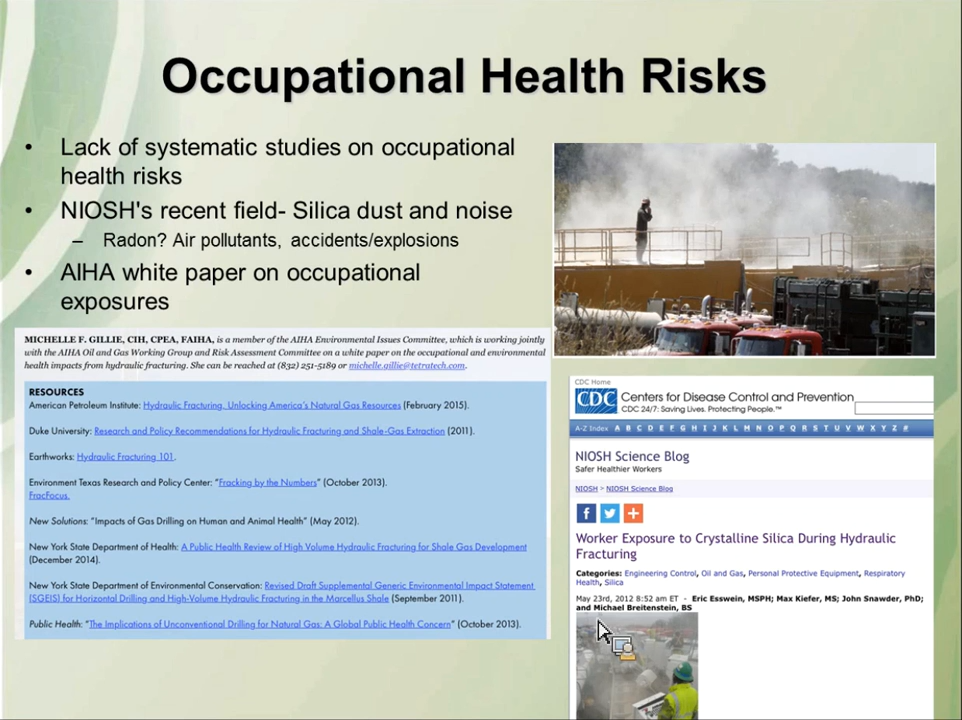 Occupational Health Risks
• Lack of systematic studies on occupational
health risks
• NIOSH's recent field- Silica dust and noise
– Radon? Air pollutants, accidents/explosions
• AIHA white paper on occupational
exposures
MICHELLE F. GILLIE, CIH, CPEA, FAIHA, is a member of the AIHA Environmental Issues Committee, which is working jointly
with the AIHA Oil and Gas Working Group and Risk Assessment Committee on a white paper on the occupational and environmental
health impacts from hydraulic fracturing. She can be reached at (832) 251-5189 or michelle.gillie@tetratech.com.
RESOURCES
American Petroleum Institute: Hydraulic Fracturing, Unlocking America's Natural Gas Resources (February 2015).
Duke University: Research and Policy Recommendations for Hydraulic Fracturing and Shale-Gas Extraction (2011).
Earthworks: Hydraulic Fracturing 101.
Environment Texas Research and Policy Center: "Fracking by the Numbers" (October 2013).
FracFocus.
New Solutions: "Impacts of Gas Drilling on Human and Animal Health" (May 2012).
New York State Department of Health: A Public Health Review of High Volume Hydraulic Fracturing for Shale Gas Development
(December 2014).
New York State Department of Environmental Conservation: Revised Draft Supplemental Generic Environmental Impact Statement
(SGEIS) for Horizontal Drilling and High-Volume Hydraulic Fracturing in the Marcellus Shale (September 2011).
Public Health: "The Implications of Unconventional Drilling for Natural Gas: A Global Public Health Concern" (October 2013).
CDC Home
CDC Centers for Disease Control and Prevention
CDC 24/7: Saving Lives. Protecting People.™
A-Z Index A B C D E F G H I J K L M N O P Q R S T U V W X Y Z #
NIOSH Science Blog
Safer Healthier Workers
NIOSH > NIOSH Science Blog
Worker Exposure to Crystalline Silica During Hydraulic
Fracturing
Categories: Engineering Control, Oil and Gas, Personal Protective Equipment, Respiratory
Health, Silica
May 23rd, 2012 8:52 am ET - Eric Esswein, MSPH; Max Kiefer, MS; John Snawder, PhD;
and Michael Breitenstein, BS